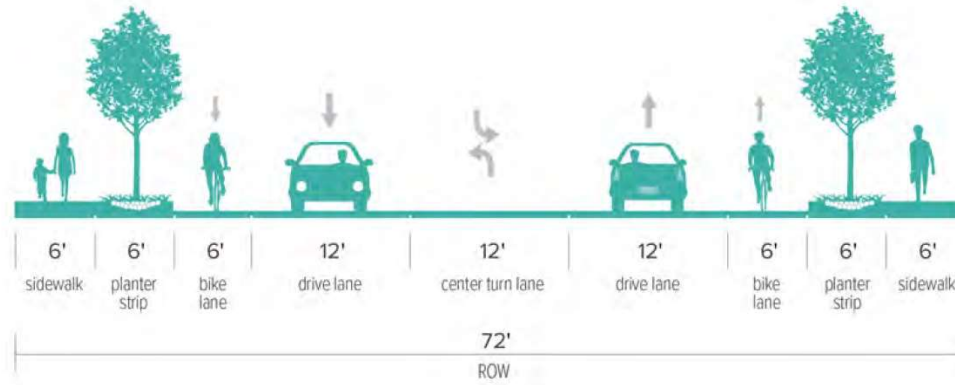 6' 6' 6' 12' 12' 12' 6' 6' 6'
sidewalk planter strip bike lane drive lane center turn lane drive lane bike lane planter strip sidewalk
72'
ROW